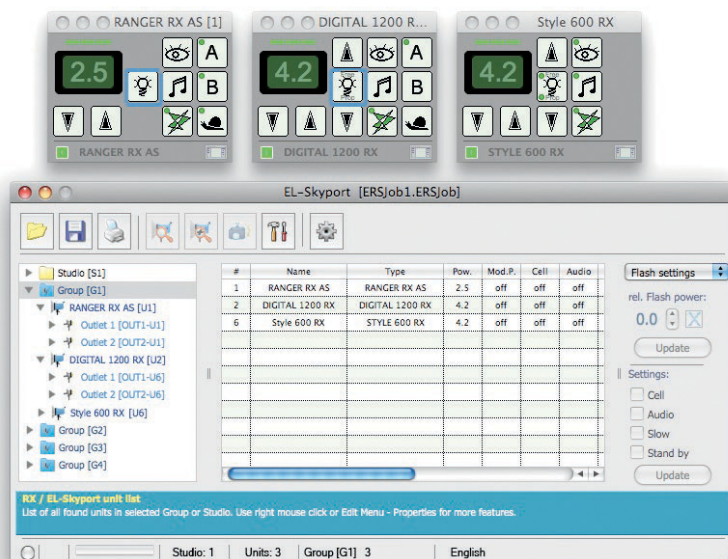 RANGER RX AS [1]
2.5
A
B
RANGER RX AS
DIGITAL 1200 R...
4.2
A
B
DIGITAL 1200 RX
Style 600 RX
4.2
STYLE 600 RX
EL-Skyport [ERSJob1.ERSJob]
Studio [S1]
Group [G1]
RANGER RX AS [U1]
Outlet 1 [OUT1-U1]
Outlet 2 [OUT2-U1]
DIGITAL 1200 RX [U2]
Outlet 1 [OUT1-U6]
Outlet 2 [OUT2-U6]
Style 600 RX [U6]
Group [G2]
Group [G3]
Group [G4]
# Name Type Pow. Mod.P. Cell Audio
1 RANGER RX AS RANGER RX AS 2.5 off off off
2 DIGITAL 1200 RX DIGITAL 1200 RX 4.2 off off off
6 Style 600 RX STYLE 600 RX 4.2 off off off
Flash settings
rel. Flash power:
0.0
Update
Settings:
Cell
Audio
Slow
Stand by
Update
RX / EL-Skyport unit list
List of all found units in selected Group or Studio. Use right mouse click or Edit Menu - Properties for more features.
Studio: 1 Units: 3 Group [G1] 3 English